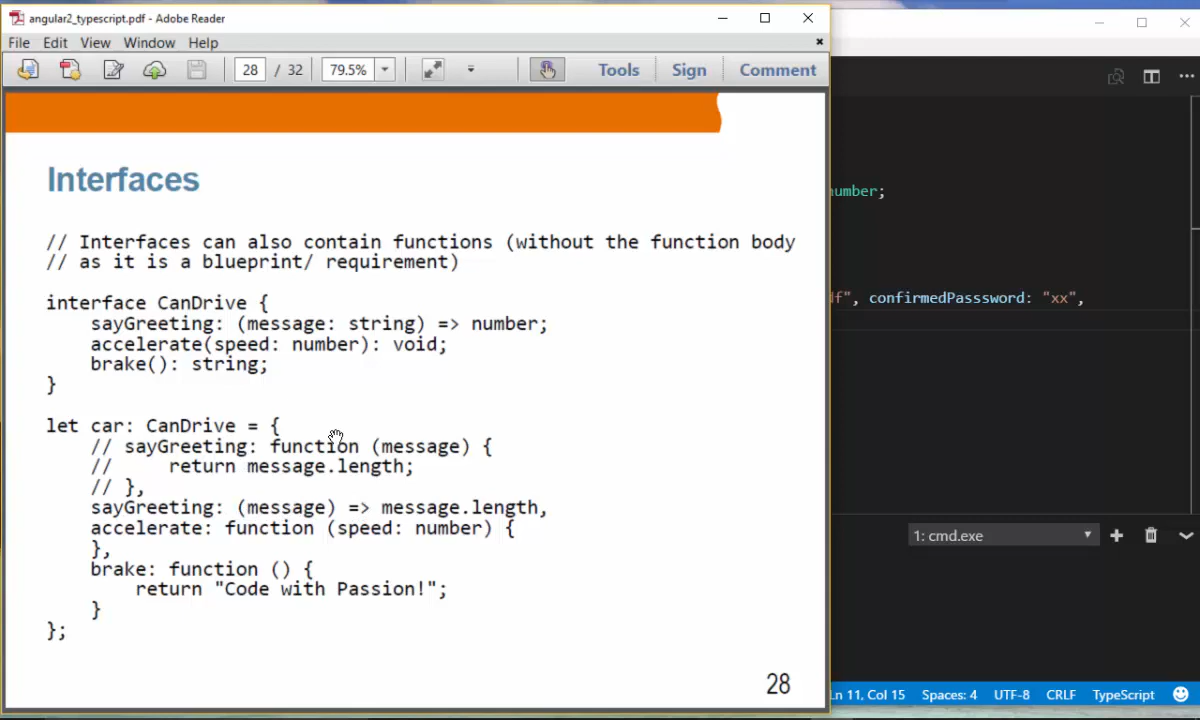 angular2_typescript.pdf - Adobe Reader
File Edit View Window Help
28 / 32 79.5% Tools Sign Comment
Interfaces
// Interfaces can also contain functions (without the function body
// as it is a blueprint/ requirement)
interface CanDrive {
sayGreeting: (message: string) => number;
accelerate(speed: number): void;
brake(): string;
}
let car: CanDrive = {
// sayGreeting: function (message) {
// return message.length;
// },
sayGreeting: (message) => message.length,
accelerate: function (speed: number) {
},
brake: function () {
return "Code with Passion!";
}
};
28
number;
df", confirmedPasssword: "xx",
1: cmd.exe
Ln 11, Col 15 Spaces: 4 UTF-8 CRLF TypeScript